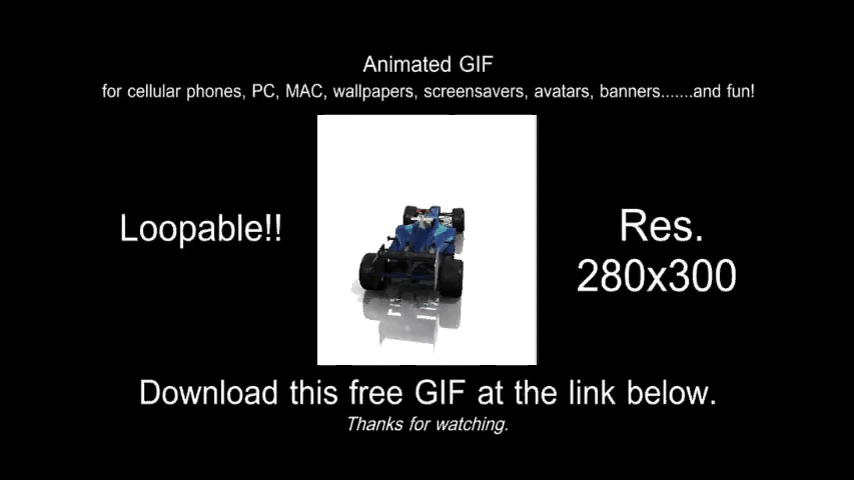 Animated GIF
for cellular phones, PC, MAC, wallpapers, screensavers, avatars, banners.......and fun!
Loopable!!
Res.
280x300
Download this free GIF at the link below.
Thanks for watching.